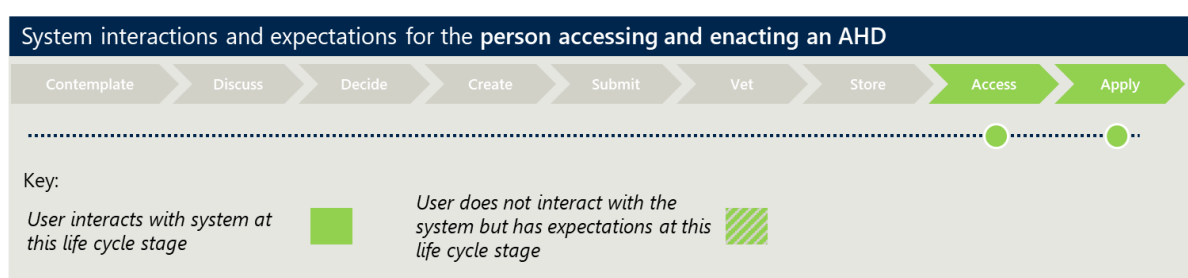 System interactions and expectations for the person accessing and enacting an AHD
Contemplate Discuss Decide Create Submit Vet Store Access Apply
Key:
User interacts with system at
this life cycle stage
User does not interact with the
system but has expectations at this
life cycle stage